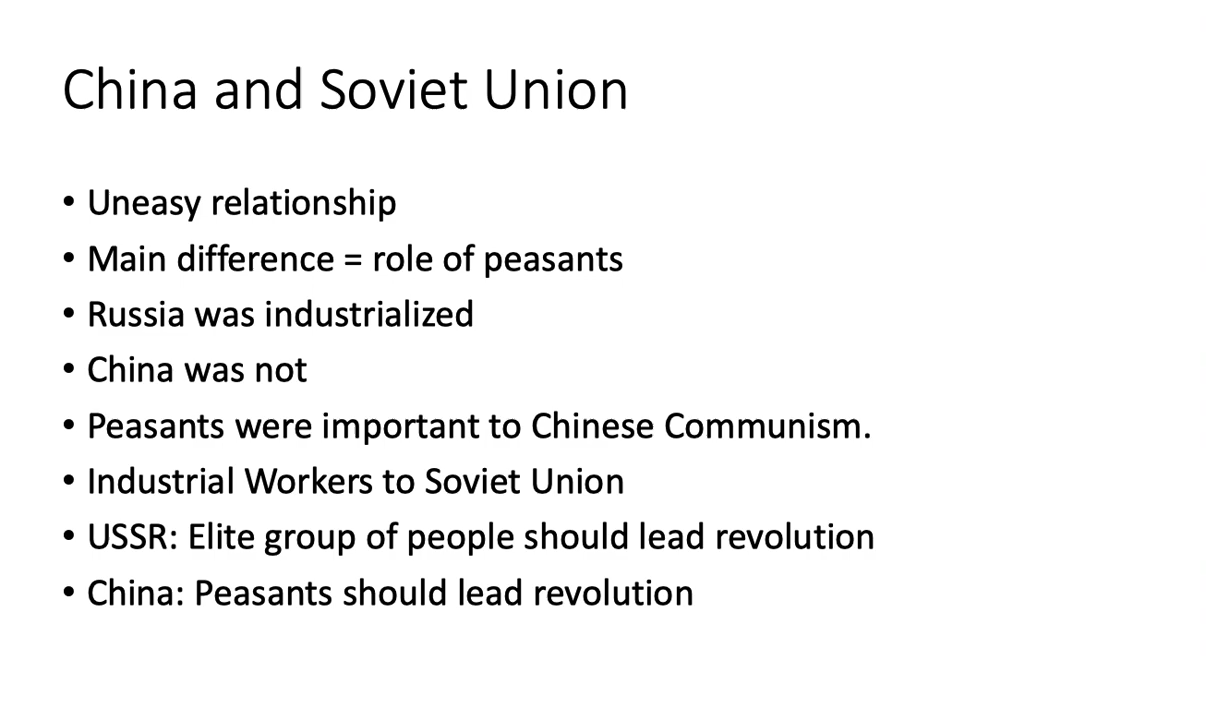 China and Soviet Union
• Uneasy relationship
• Main difference = role of peasants
• Russia was industrialized
• China was not
• Peasants were important to Chinese Communism.
• Industrial Workers to Soviet Union
• USSR: Elite group of people should lead revolution
• China: Peasants should lead revolution